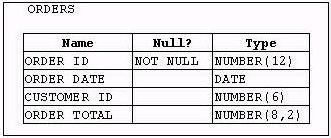 ORDERS
Name Null? Type
ORDER ID NOT NULL NUMBER(12)
ORDER DATE DATE
CUSTOMER ID NUMBER(6)
ORDER TOTAL NUMBER(8,2)